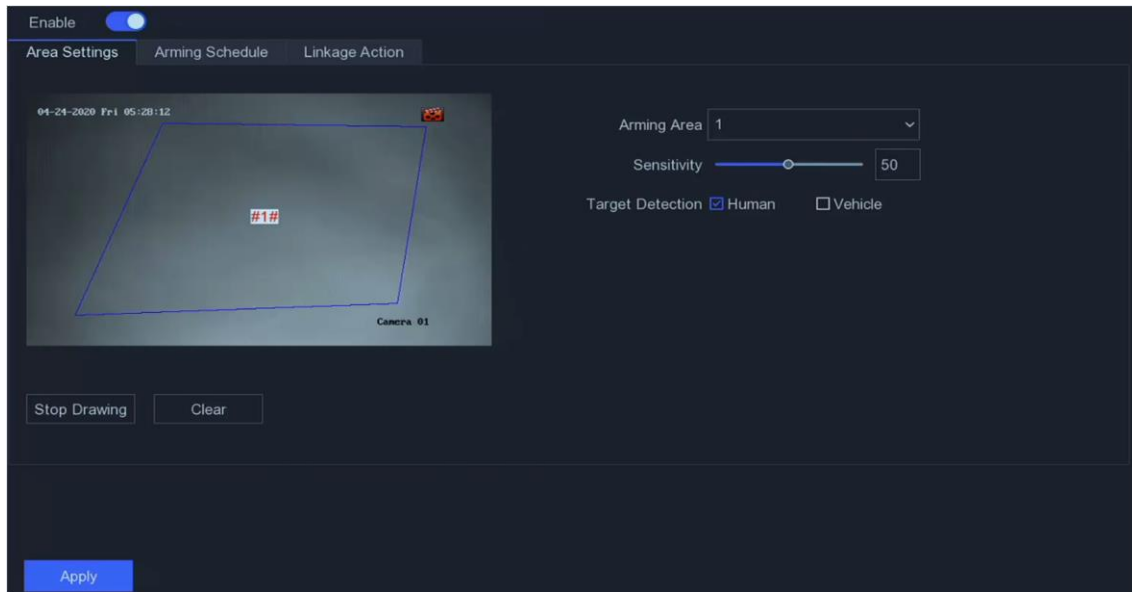 Enable
Area Settings Arming Schedule Linkage Action
04-24-2020 Fri 05:28:12
#1#
Camera 01
Arming Area 1
Sensitivity 50
Target Detection Human Vehicle
Stop Drawing Clear
Apply